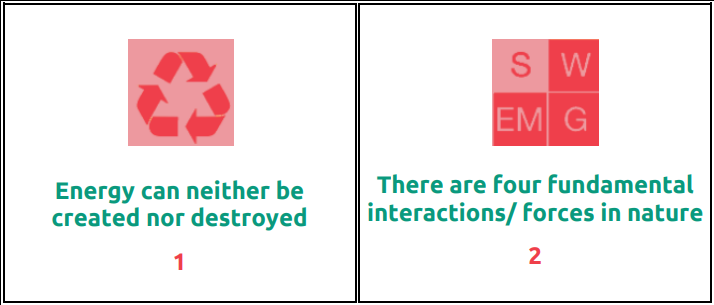 Energy can neither be
created nor destroyed
1
S W
EM G
There are four fundamental
interactions/ forces in nature
2